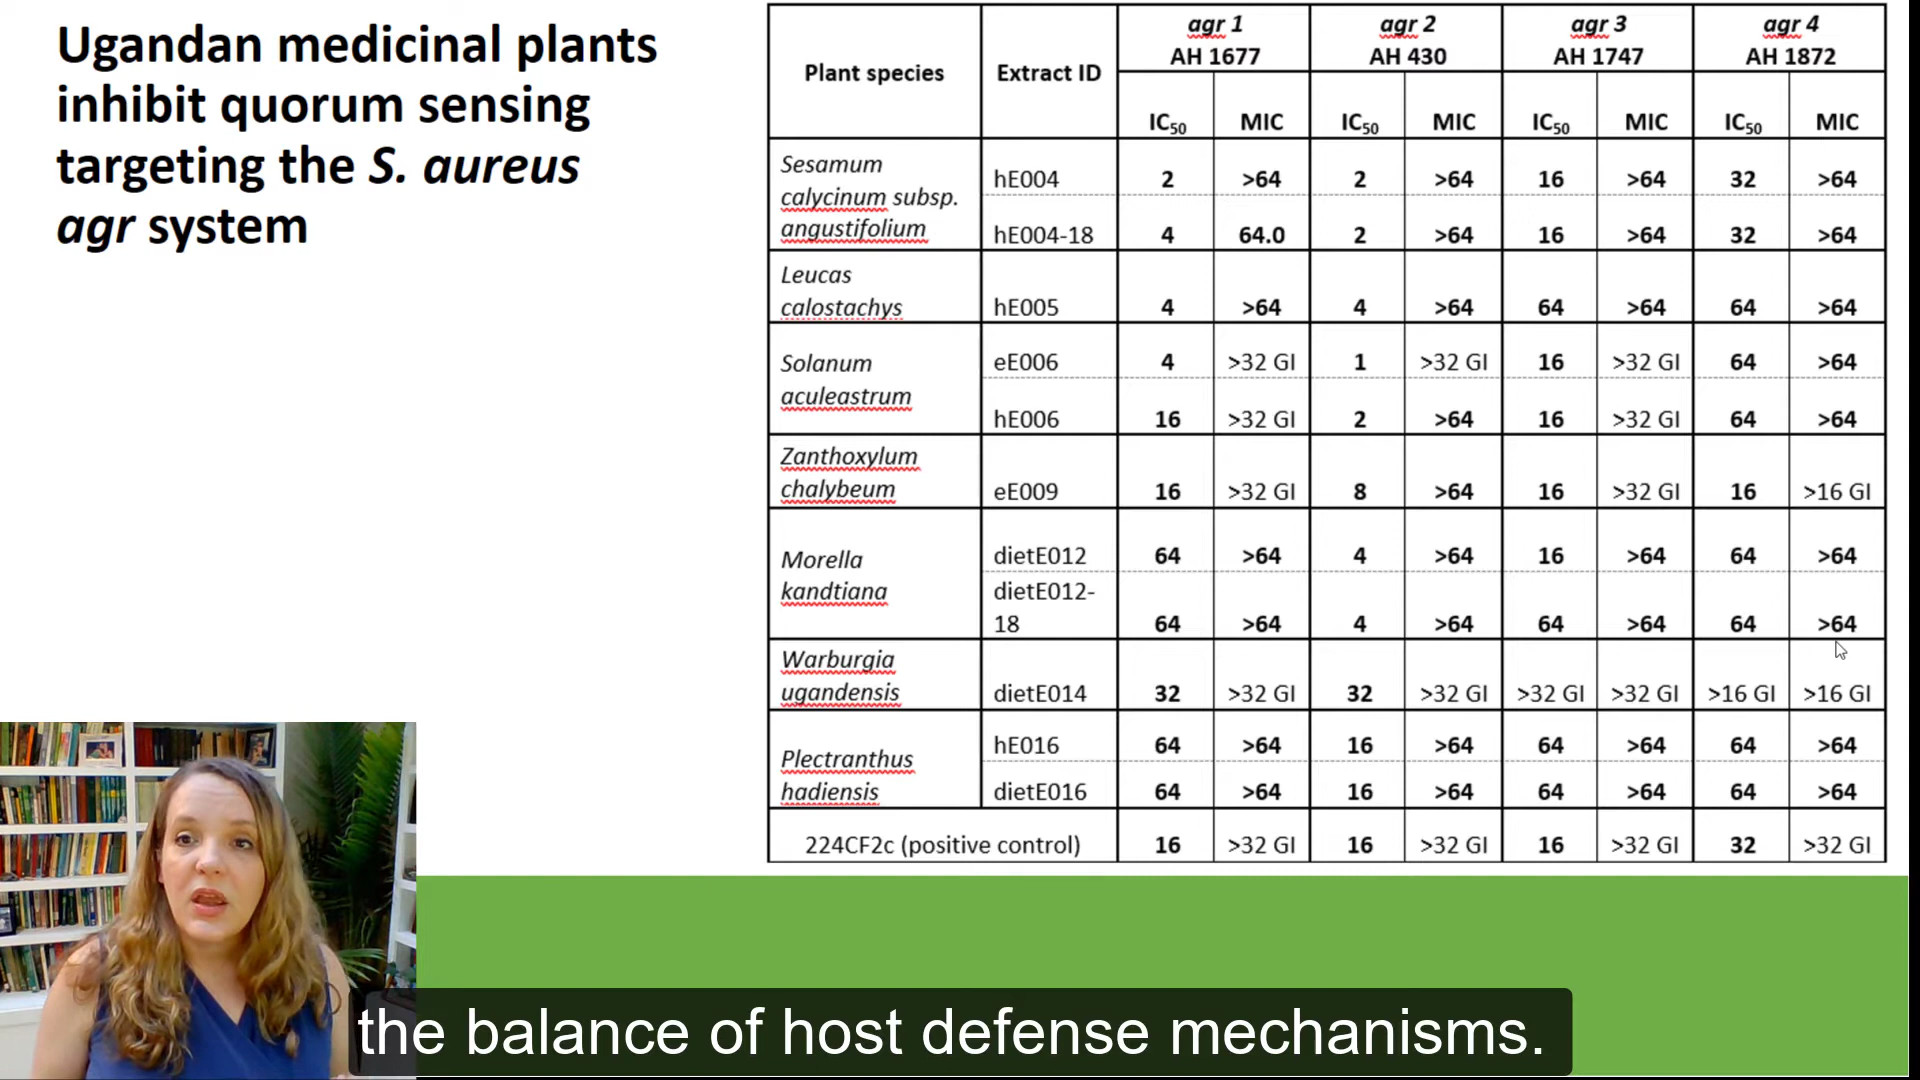 Ugandan medicinal plants
inhibit quorum sensing
targeting the S. aureus
agr system
Plant species Extract ID agr 1 AH 1677 agr 2 AH 430 agr 3 AH 1747 agr 4 AH 1872
IC50 MIC IC50 MIC IC50 MIC IC50 MIC
Sesamum calycinum subsp. angustifolium
hE004 2 >64 2 >64 16 >64 32 >64
hE004-18 4 64.0 2 >64 16 >64 32 >64
Leucas calostachys
hE005 4 >64 4 >64 64 >64 64 >64
Solanum aculeastrum
eE006 4 >32 GI 1 >32 GI 16 >32 GI 64 >64
hE006 16 >32 GI 2 >64 16 >32 GI 64 >64
Zanthoxylum chalybeum
eE009 16 >32 GI 8 >64 16 >32 GI 16 >16 GI
Morella kandtiana
dietE012 64 >64 4 >64 16 >64 64 >64
dietE012-18 64 >64 4 >64 64 >64 64 >64
Warburgia ugandensis
dietE014 32 >32 GI 32 >32 GI >32 GI >32 GI >16 GI >16 GI
Plectranthus hadiensis
hE016 64 >64 16 >64 64 >64 64 >64
dietE016 64 >64 16 >64 64 >64 64 >64
224CF2c (positive control) 16 >32 GI 16 >32 GI 16 >32 GI 32 >32 GI
the balance of host defense mechanisms.